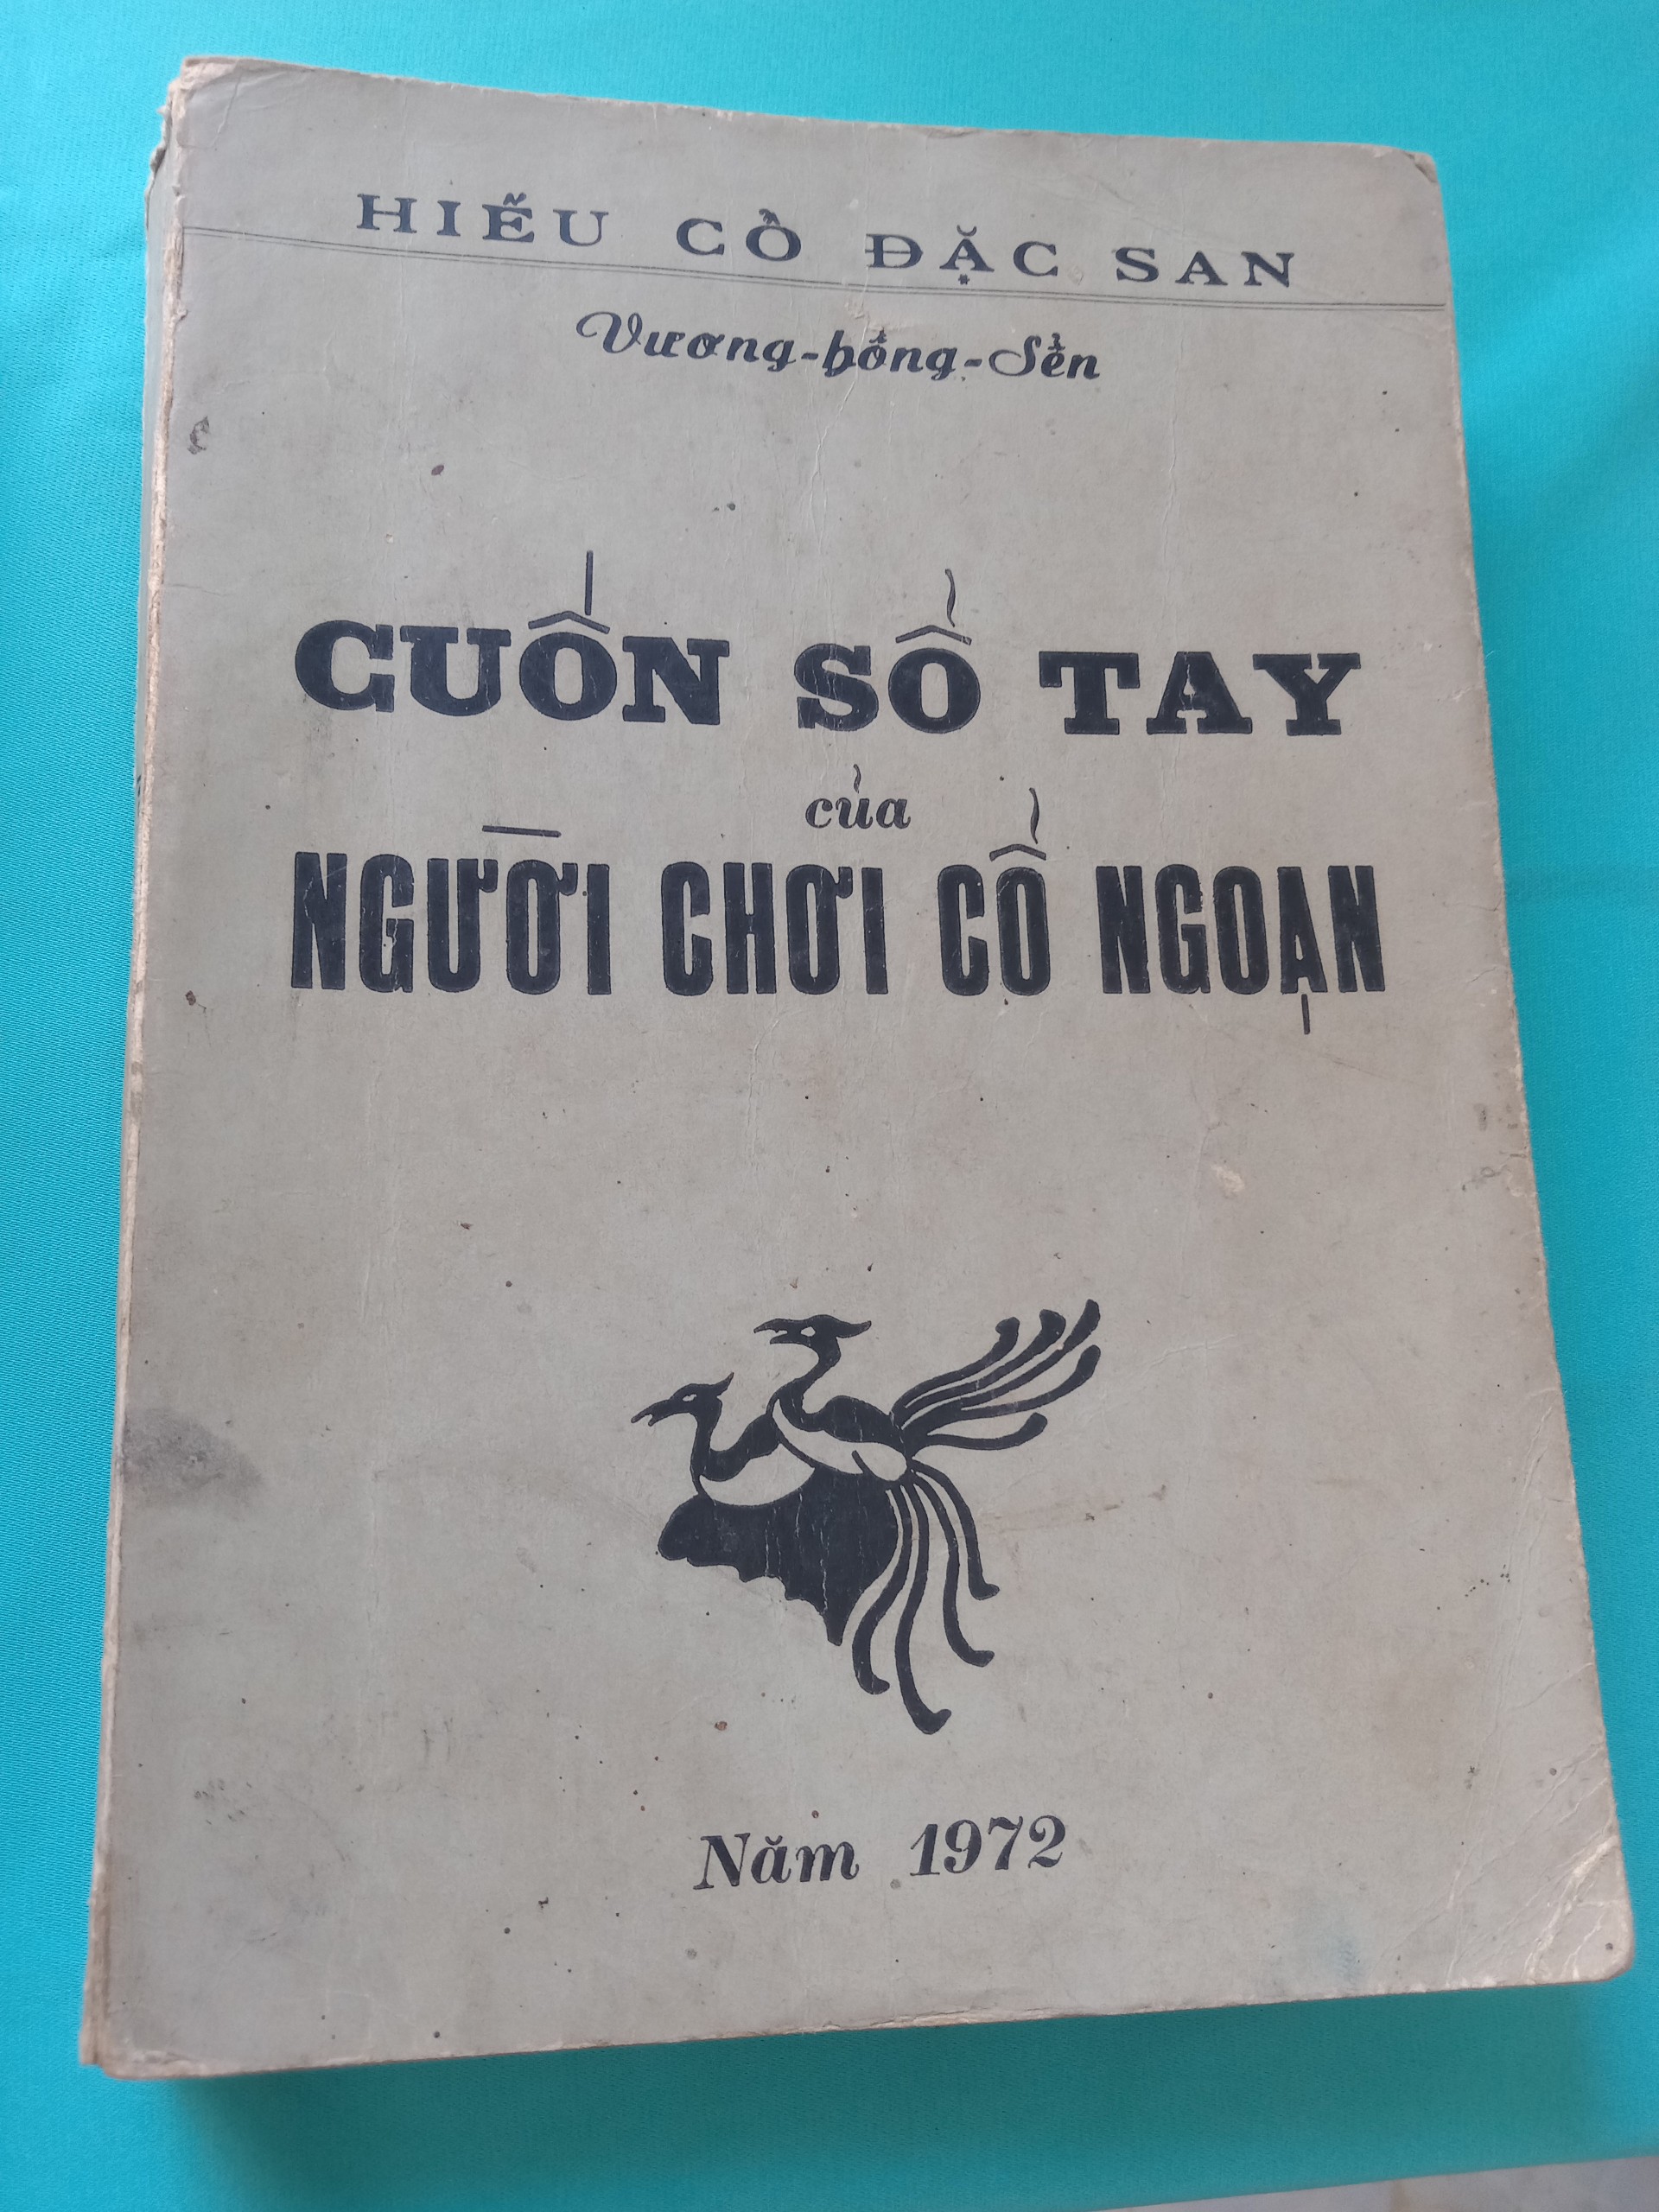 HIẾU CỔ ĐẶC SAN
Vương-hồng-Sển
CUỐN SỔ TAY
của
NGƯỜI CHƠI CỔ NGOẠN
Năm 1972